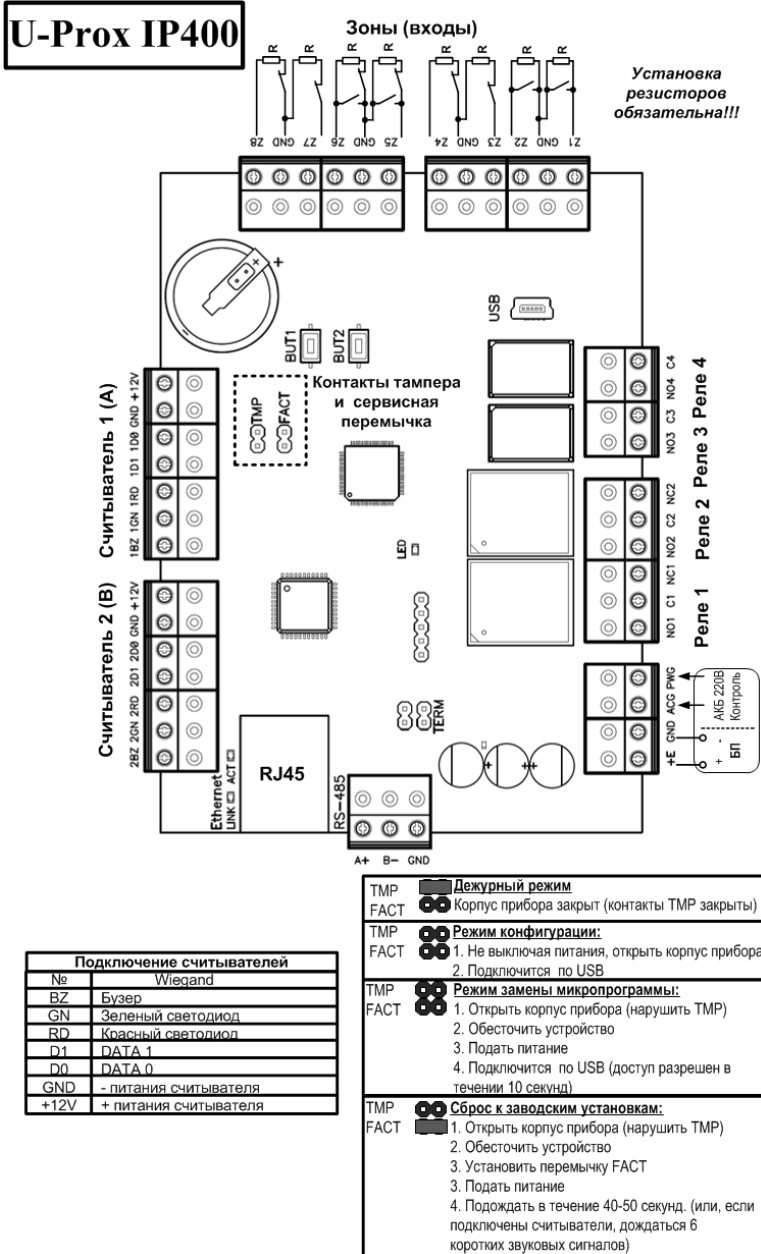 U-Prox IP400
Зоны (входы)
Установка
резисторов
обязательна!!!
R R R R R R R R
Z8 GND Z7 Z6 GND Z5 Z4 GND Z3 Z2 GND Z1
+
-
USB
BUT1
BUT2
Контакты тампера
и сервисная
перемычка
TMP
FACT
Считыватель 1 (А)
1BZ 1GN 1RD 1D1 1D0 GND +12V
Считыватель 2 (В)
2BZ 2GN 2RD 2D1 2D0 GND +12V
LED
TERM
NO3 C3 NO4 C4
Реле 3 Реле 4
NO1 C1 NC1 NO2 C2 NC2
Реле 1 Реле 2
+E GND ACG PWG
АКБ 220В
Контроль
+ -
БП
Ethernet
LINK ACT
RJ45
RS-485
A+ B- GND
Подключение считывателей
№ Wiegand
BZ Бузер
GN Зеленый светодиод
RD Красный светодиод
D1 DATA 1
D0 DATA 0
GND - питания считывателя
+12V + питания считывателя
TMP Дежурный режим
FACT Корпус прибора закрыт (контакты TMP закрыты)
TMP Режим конфигурации:
FACT 1. Не выключая питания, открыть корпус прибора
2. Подключится по USB
TMP Режим замены микропрограммы:
FACT 1. Открыть корпус прибора (нарушить TMP)
2. Обесточить устройство
3. Подать питание
4. Подключится по USB (доступ разрешен в
течении 10 секунд)
TMP Сброс к заводским установкам:
FACT 1. Открыть корпус прибора (нарушить TMP)
2. Обесточить устройство
3. Установить перемычку FACT
3. Подать питание
4. Подождать в течение 40-50 секунд. (или, если
подключены считыватели, дождаться 6
коротких звуковых сигналов)